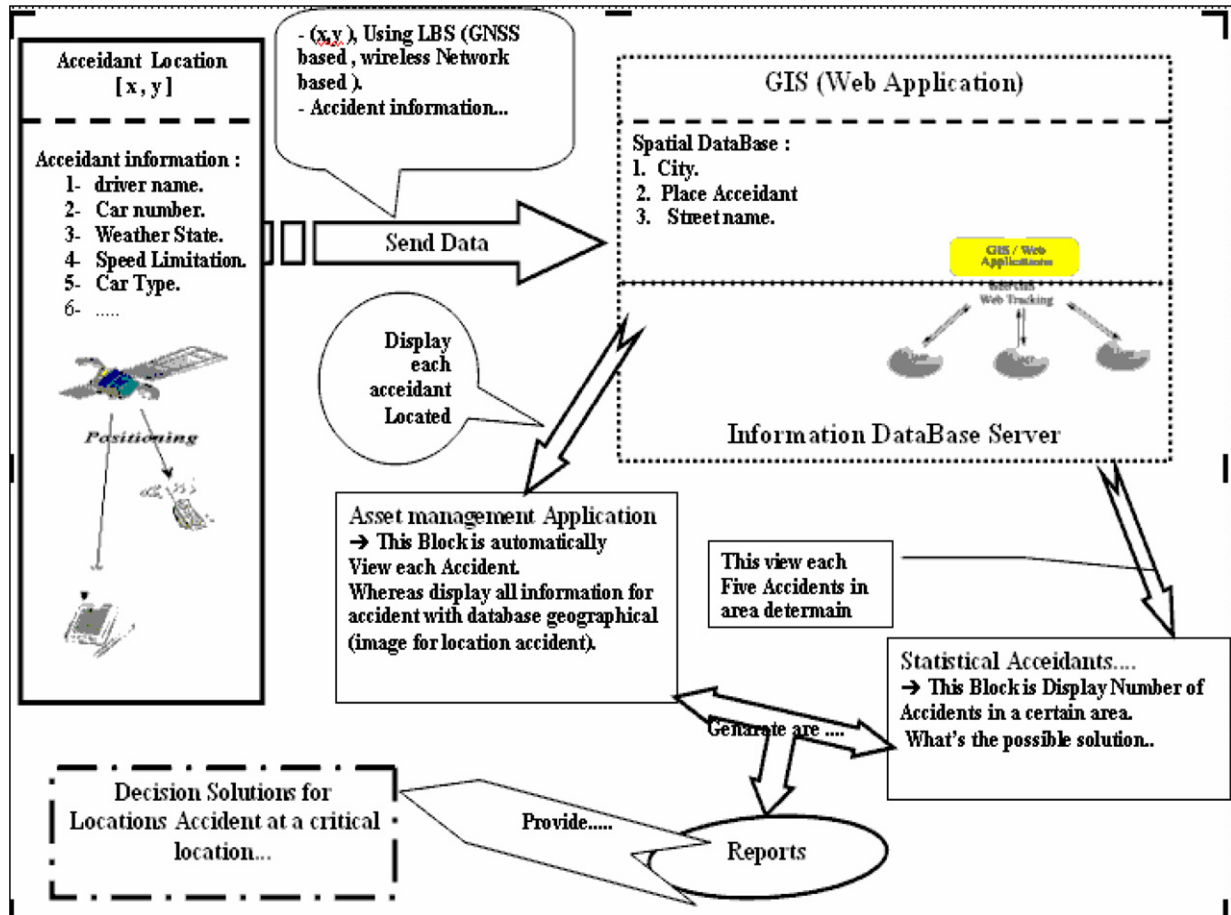 Acceidant Location
[ x , y ]
Acceidant information :
1- driver name.
2- Car number.
3- Weather State.
4- Speed Limitation.
5- Car Type.
6- .....
Positioning
- (x,y ), Using LBS (GNSS
based , wireless Network
based ).
- Accident information...
Send Data
GIS (Web Application)
Spatial DataBase :
1. City.
2. Place Acceidant
3. Street name.
GIS / Web
Web Tracking
Information DataBase Server
Display
each
acceidant
Located
Asset management Application
→ This Block is automatically
View each Accident.
Whereas display all information for
accident with database geographical
(image for location accident).
This view each
Five Accidents in
area determain
Statistical Acceidants....
→ This Block is Display Number of
Accidents in a certain area.
What's the possible solution..
Genarate are ....
Decision Solutions for
Locations Accident at a critical
location...
Provide.....
Reports